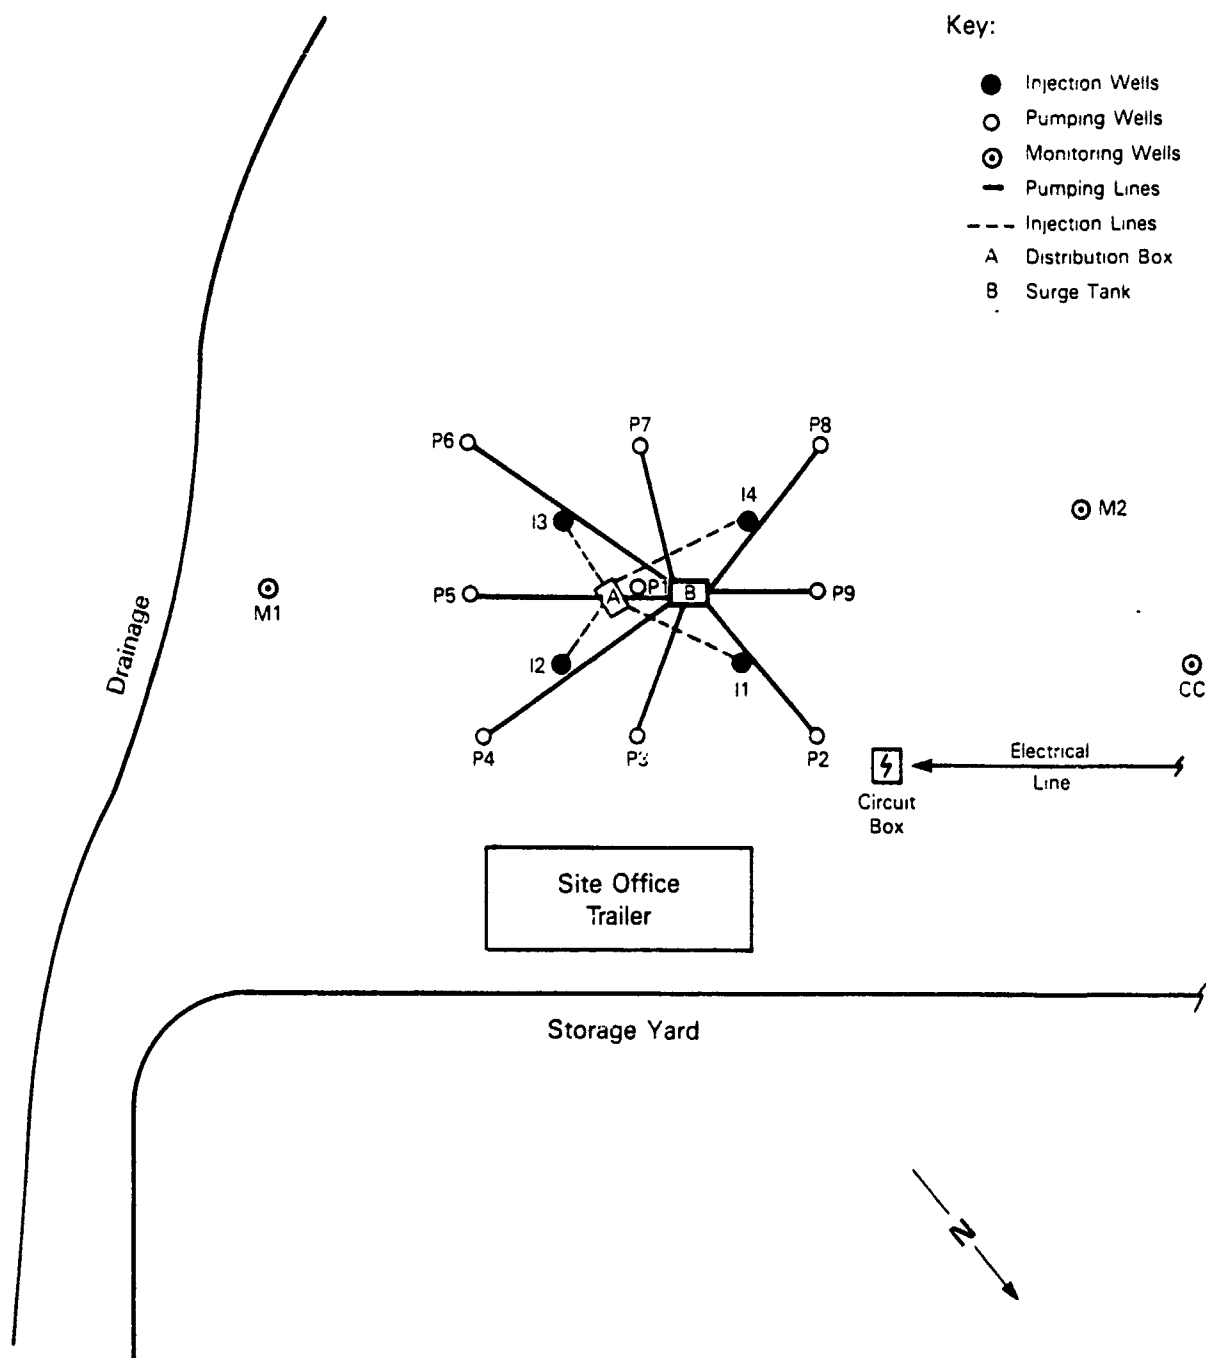 Key:
Injection Wells
Pumping Wells
Monitoring Wells
Pumping Lines
Injection Lines
A Distribution Box
B Surge Tank
P6
P7
P8
I3
I4
M2
P5
A
P1
B
P9
M1
Drainage
I2
I1
CC
P4
P3
P2
Electrical
Line
Circuit
Box
Site Office
Trailer
Storage Yard
N